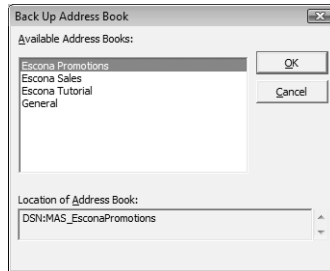 Back Up Address Book
Available Address Books:
Escona Promotions
Escona Sales
Escona Tutorial
General
OK
Cancel
Location of Address Book:
DSN:MAS_EsconaPromotions